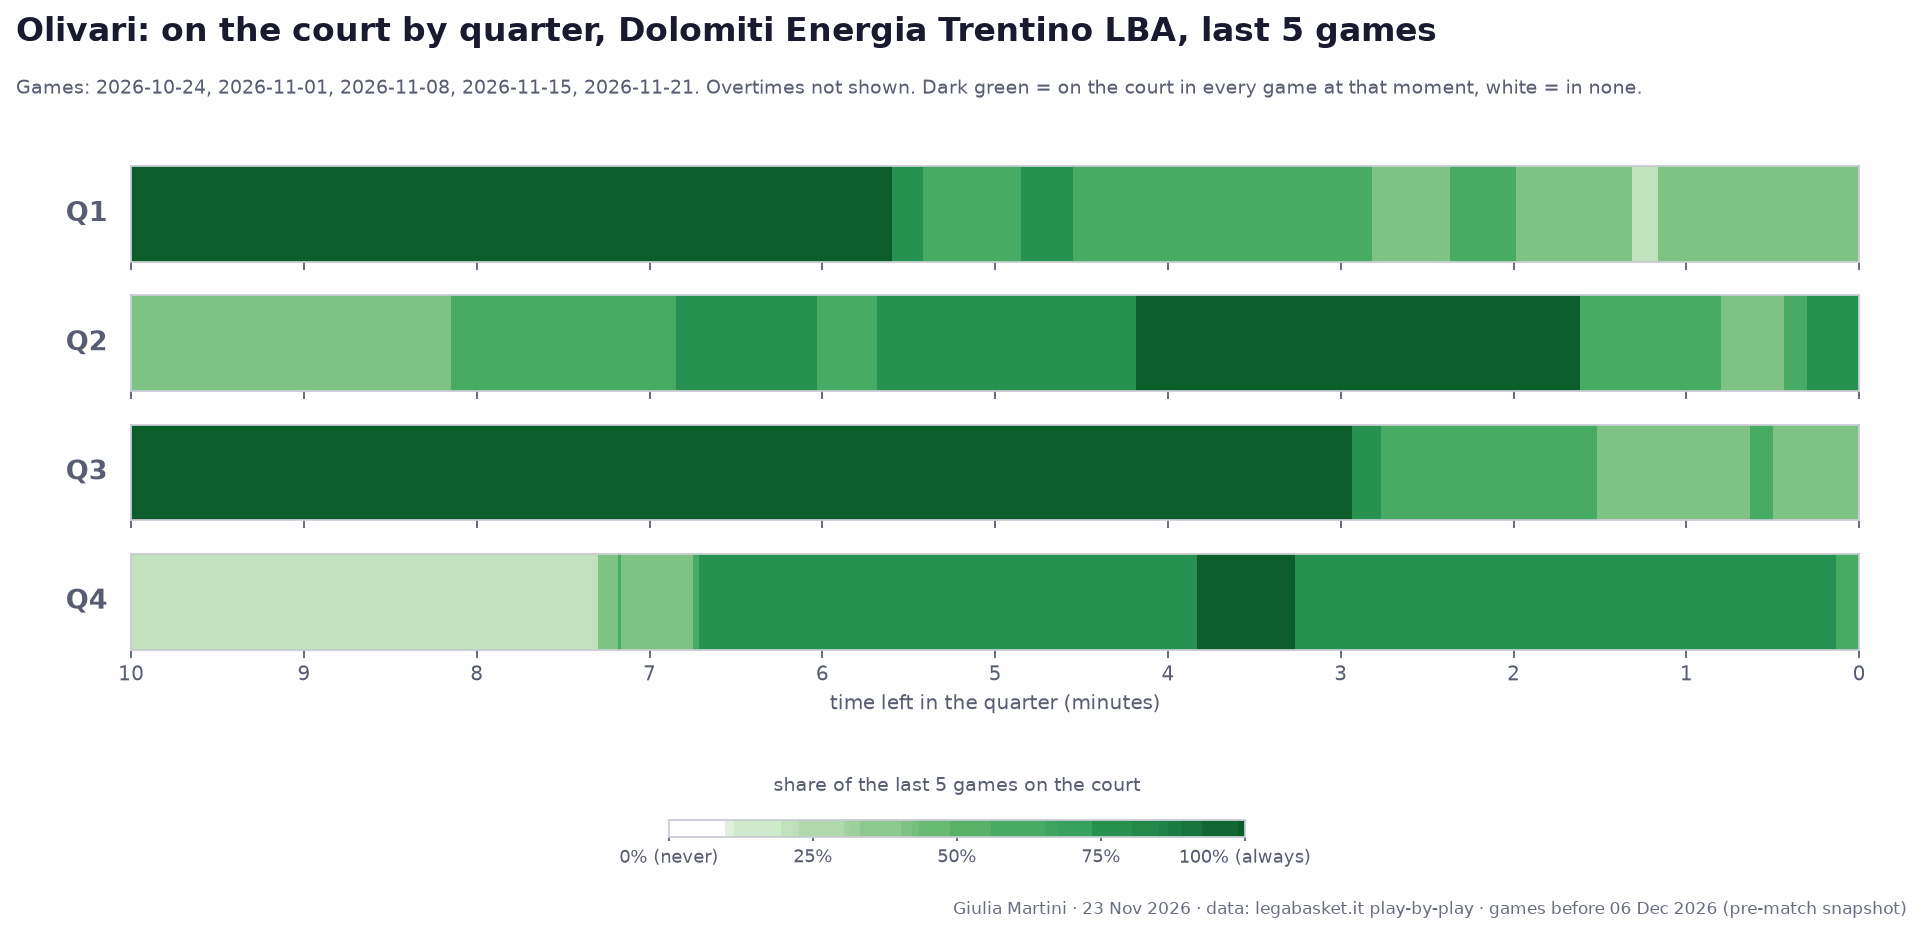 Olivari: on the court by quarter, Dolomiti Energia Trentino LBA, last 5 games
Games: 2026-10-24, 2026-11-01, 2026-11-08, 2026-11-15, 2026-11-21. Overtimes not shown. Dark green = on the court in every game at that moment, white = in none.
Q1
Q2
Q3
Q4
10 9 8 7 6 5 4 3 2 1 0
time left in the quarter (minutes)
share of the last 5 games on the court
0% (never) 25% 50% 75% 100% (always)
Giulia Martini · 23 Nov 2026 · data: legabasket.it play-by-play · games before 06 Dec 2026 (pre-match snapshot)